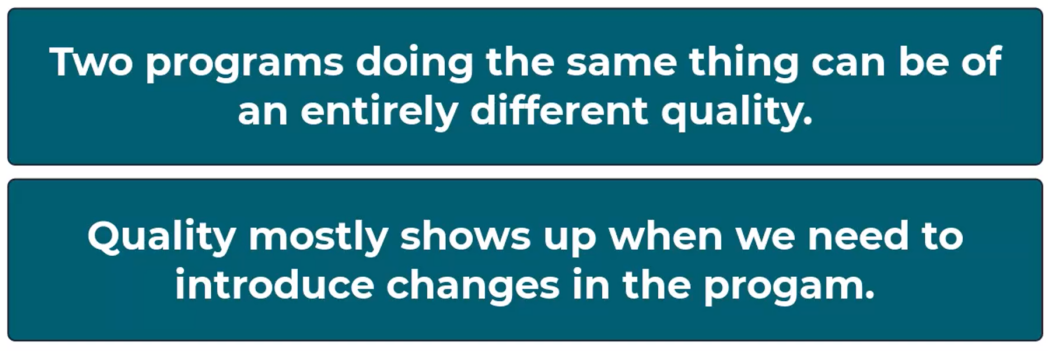 Two programs doing the same thing can be of
an entirely different quality.
Quality mostly shows up when we need to
introduce changes in the progam.